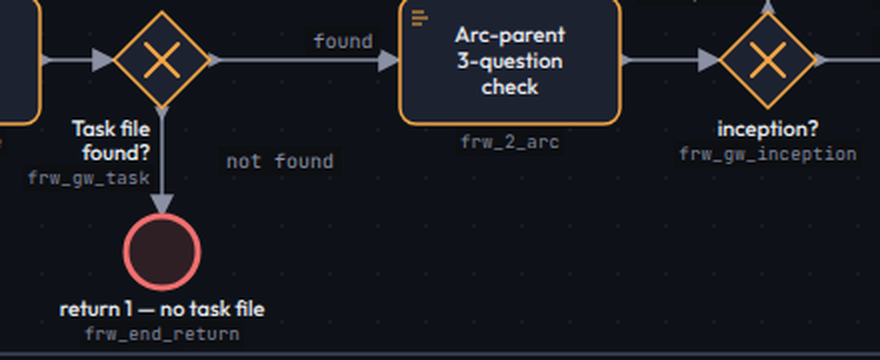 found
Arc-parent
3-question
check
frw_2_arc
Task file
found?
frw_gw_task
not found
inception?
frw_gw_inception
return 1 — no task file
frw_end_return